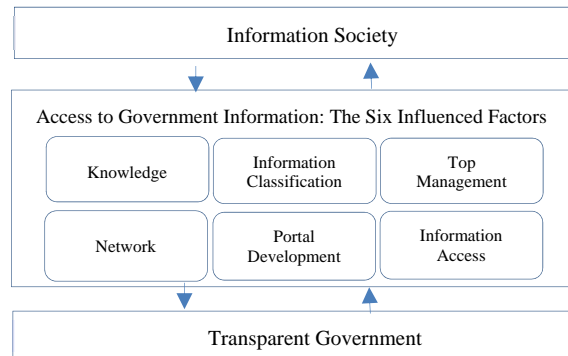 Information Society
Access to Government Information: The Six Influenced Factors
Knowledge
Information
Classification
Top
Management
Network
Portal
Development
Information
Access
Transparent Government